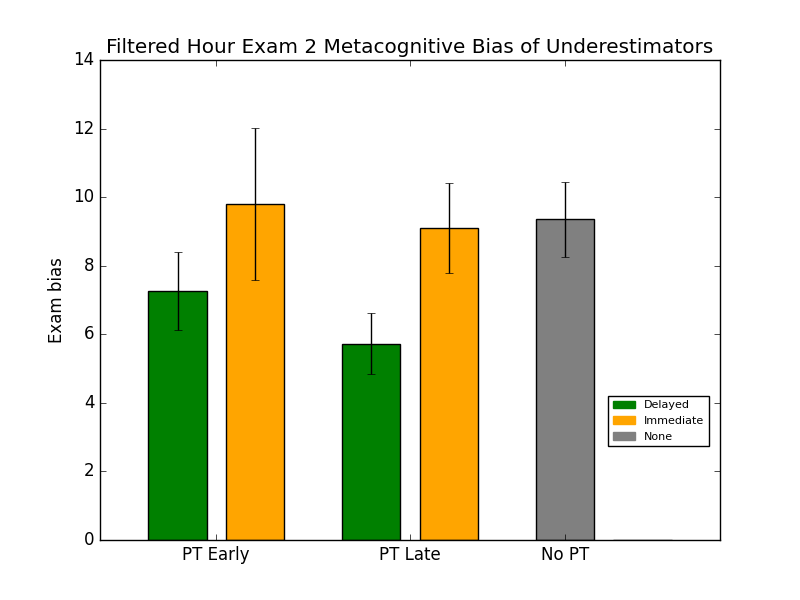 Filtered Hour Exam 2 Metacognitive Bias of Underestimators
14
12
10
8
6
4
2
0
Exam bias
Delayed
Immediate
None
PT Early
PT Late
No PT